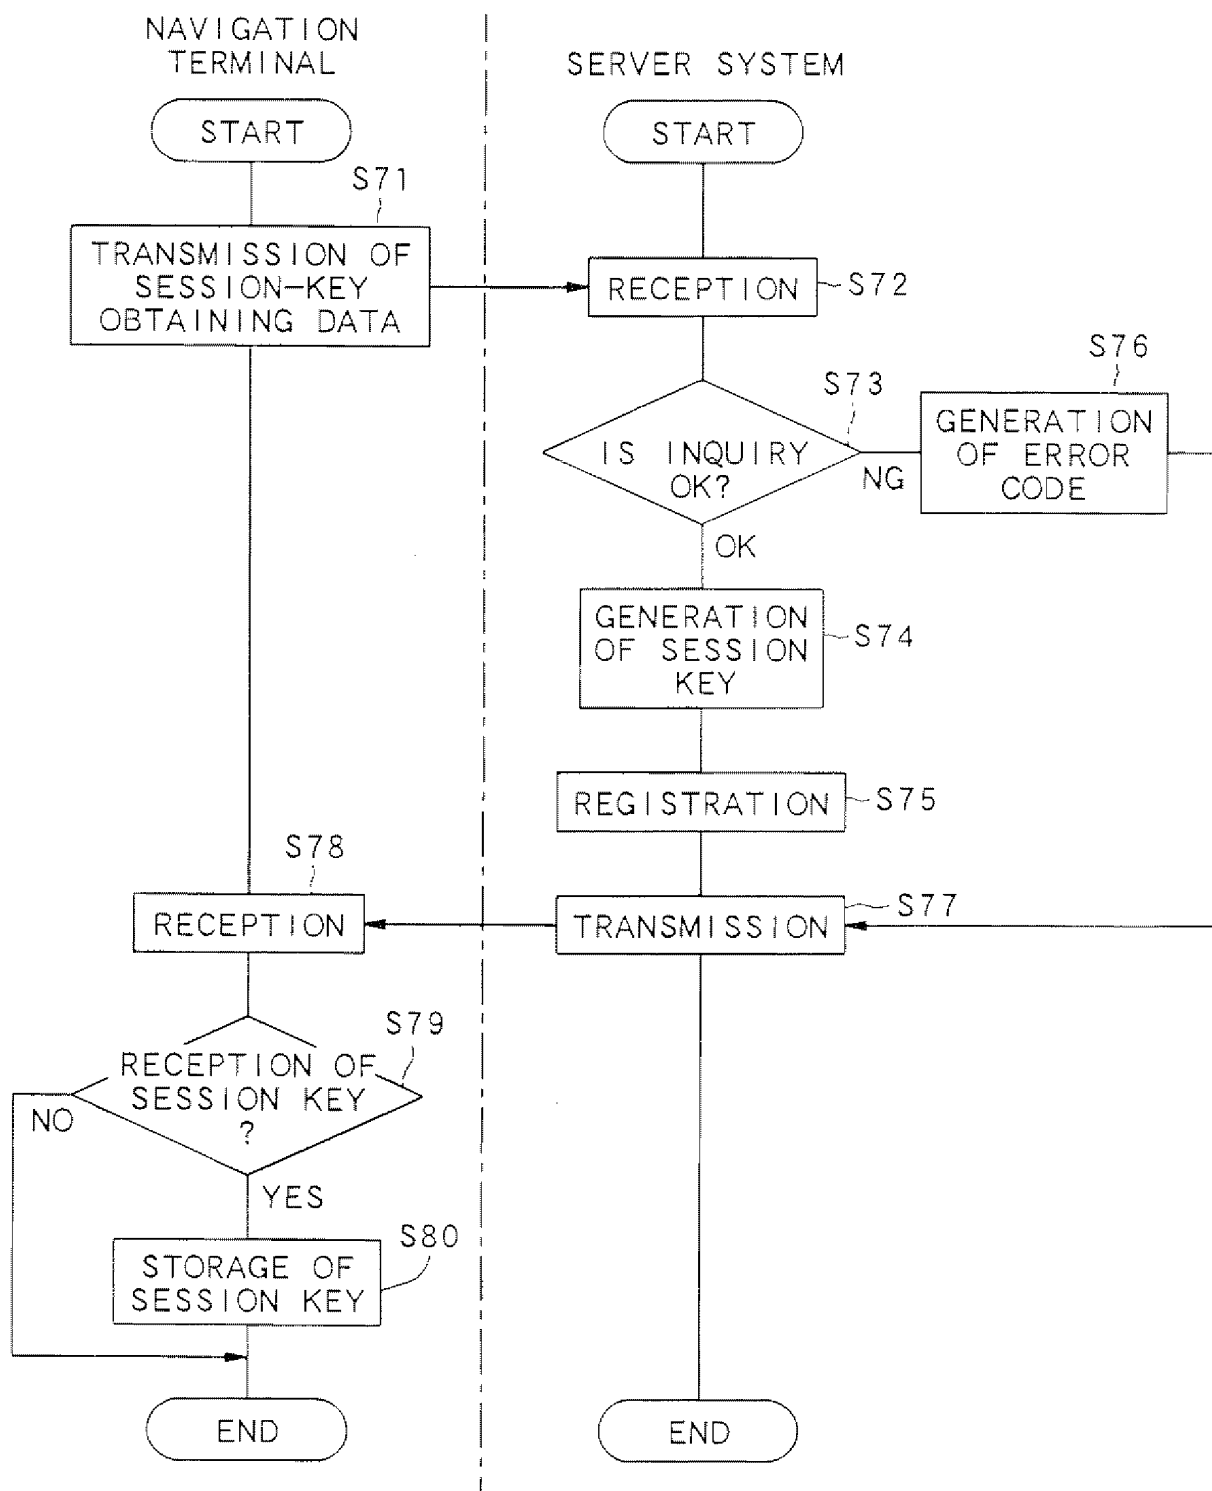 NAVIGATION
TERMINAL
START
S71
TRANSMISSION OF
SESSION-KEY
OBTAINING DATA
S78
RECEPTION
S79
RECEPTION OF
SESSION KEY
?
NO
YES
S80
STORAGE OF
SESSION KEY
END
SERVER SYSTEM
START
RECEPTION
S72
S73
IS INQUIRY
OK?
NG
OK
S76
GENERATION
OF ERROR
CODE
GENERATION
OF SESSION
KEY
S74
REGISTRATION
S75
TRANSMISSION
S77
END